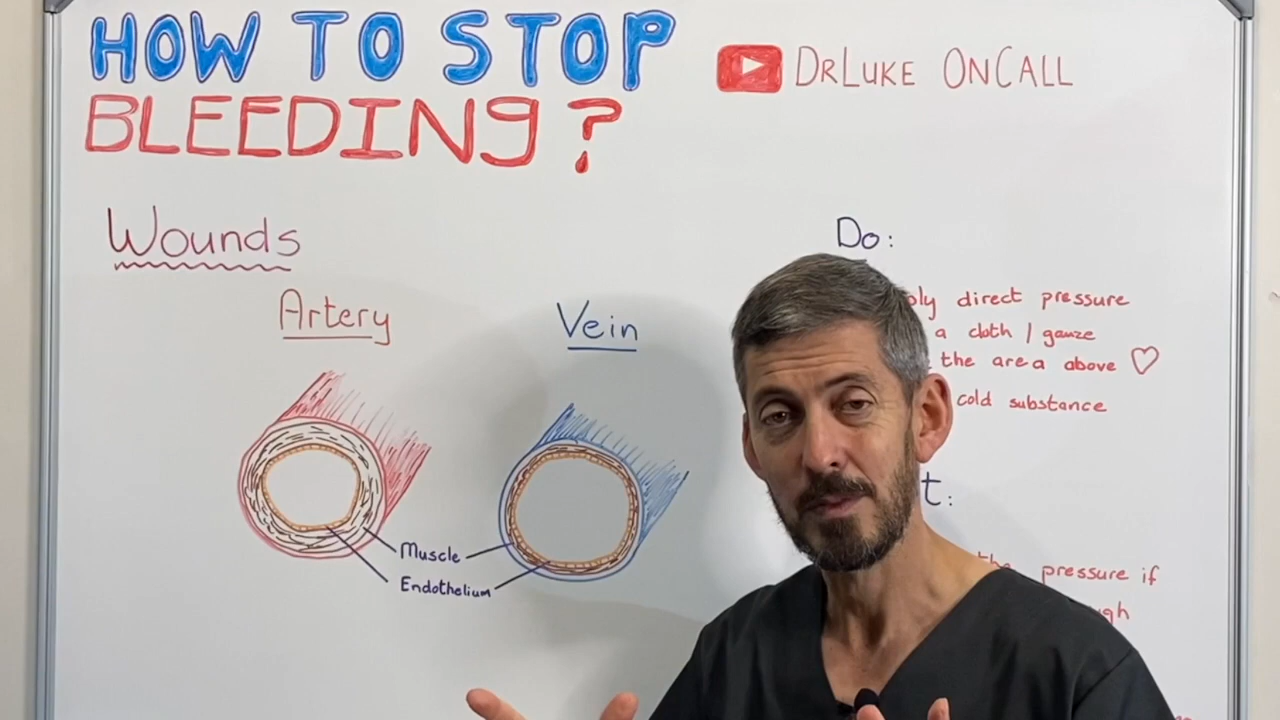 HOW TO STOP
BLEEDING?
DRLUKE ONCALL
Wounds
Artery
Vein
Muscle
Endothelium
Do:
direct pressure
a cloth / gauze
the area above ♡
cold substance
pressure if